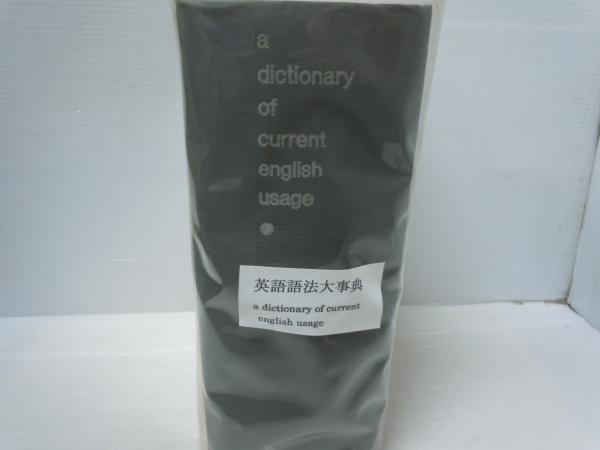 a
dictionary
of
current
english
usage
英語語法大事典
a dictionary of current
english usage